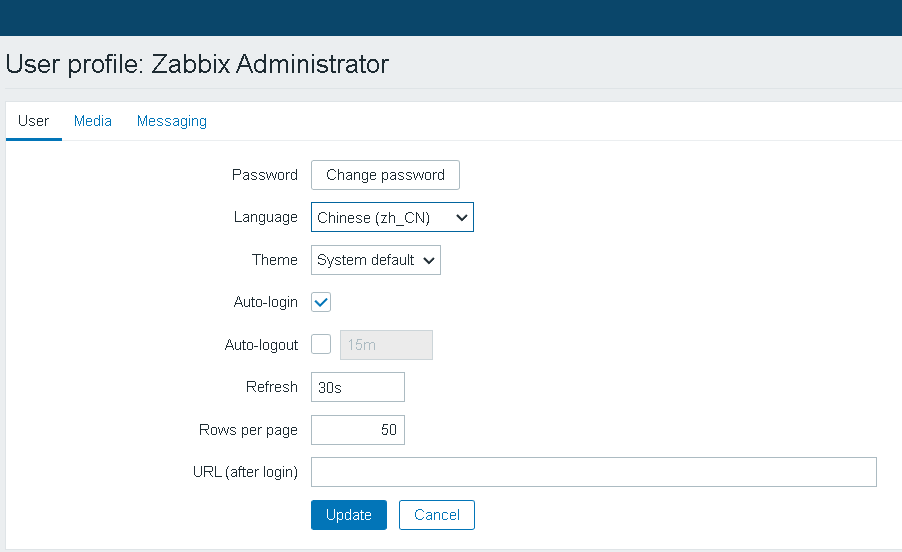 User profile: Zabbix Administrator
User Media Messaging
Password Change password
Language Chinese (zh_CN)
Theme System default
Auto-login
Auto-logout 15m
Refresh 30s
Rows per page 50
URL (after login)
Update Cancel